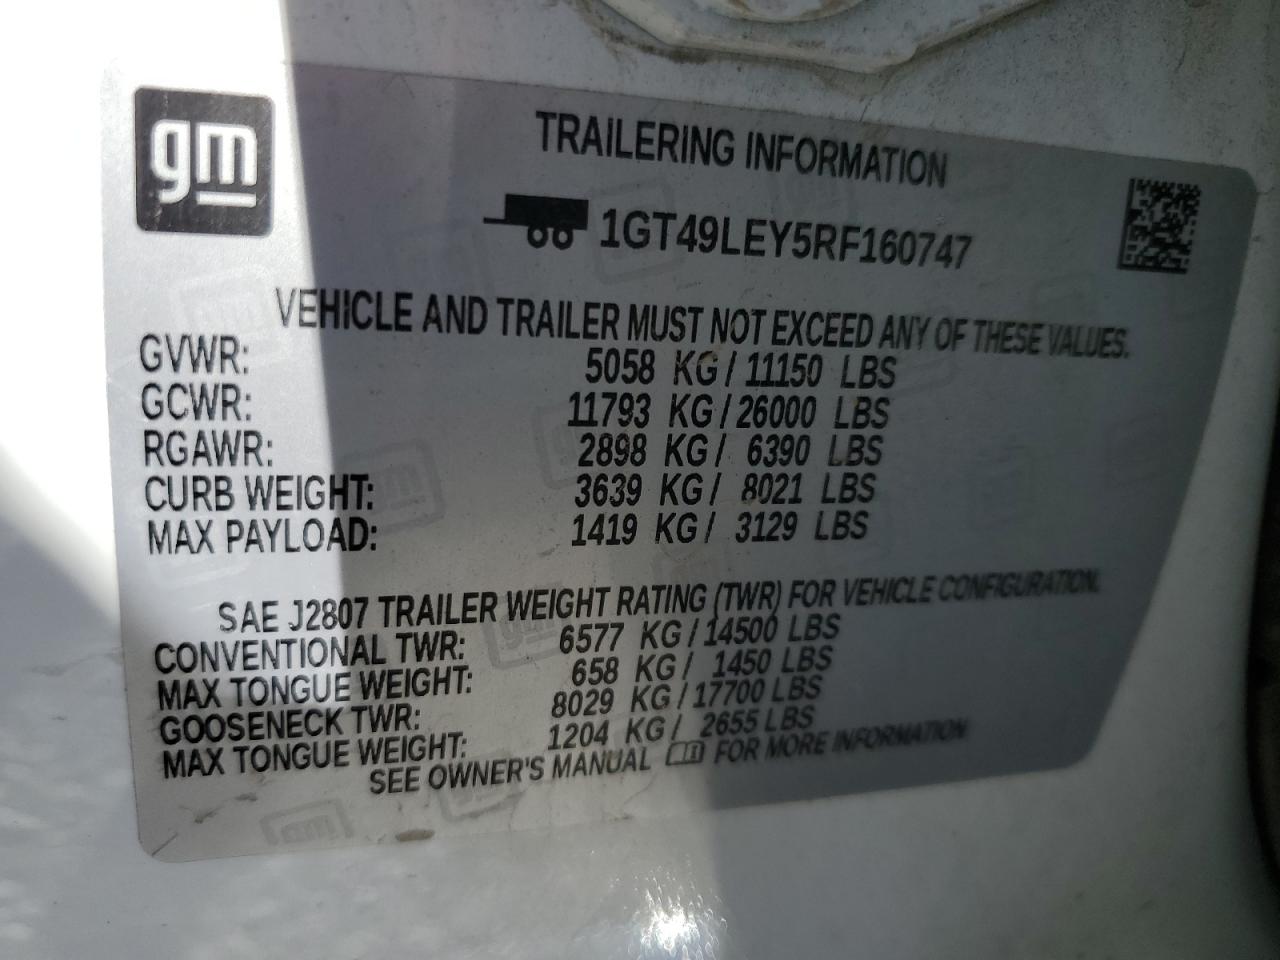 gm
TRAILERING INFORMATION
1GT49LEY5RF160747
VEHICLE AND TRAILER MUST NOT EXCEED ANY OF THESE VALUES.
GVWR: 5058 KG/ 11150 LBS
GCWR: 11793 KG/26000 LBS
RGAWR: 2898 KG/ 6390 LBS
CURB WEIGHT: 3639 KG/ 8021 LBS
MAX PAYLOAD: 1419 KG/ 3129 LBS
SAE J2807 TRAILER WEIGHT RATING (TWR) FOR VEHICLE CONFIGURATION.
CONVENTIONAL TWR: 6577 KG/14500 LBS
MAX TONGUE WEIGHT: 658 KG/ 1450 LBS
GOOSENECK TWR: 8029 KG/17700 LBS
MAX TONGUE WEIGHT: 1204 KG/ 2655 LBS
SEE OWNER'S MANUAL FOR MORE INFORMATION